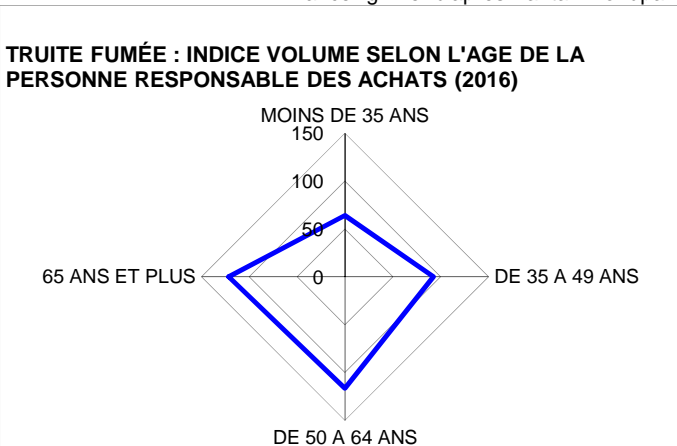 TRUITE FUMÉE : INDICE VOLUME SELON L'AGE DE LA
PERSONNE RESPONSABLE DES ACHATS (2016)
MOINS DE 35 ANS
150
100
50
65 ANS ET PLUS
0
DE 35 A 49 ANS
DE 50 A 64 ANS